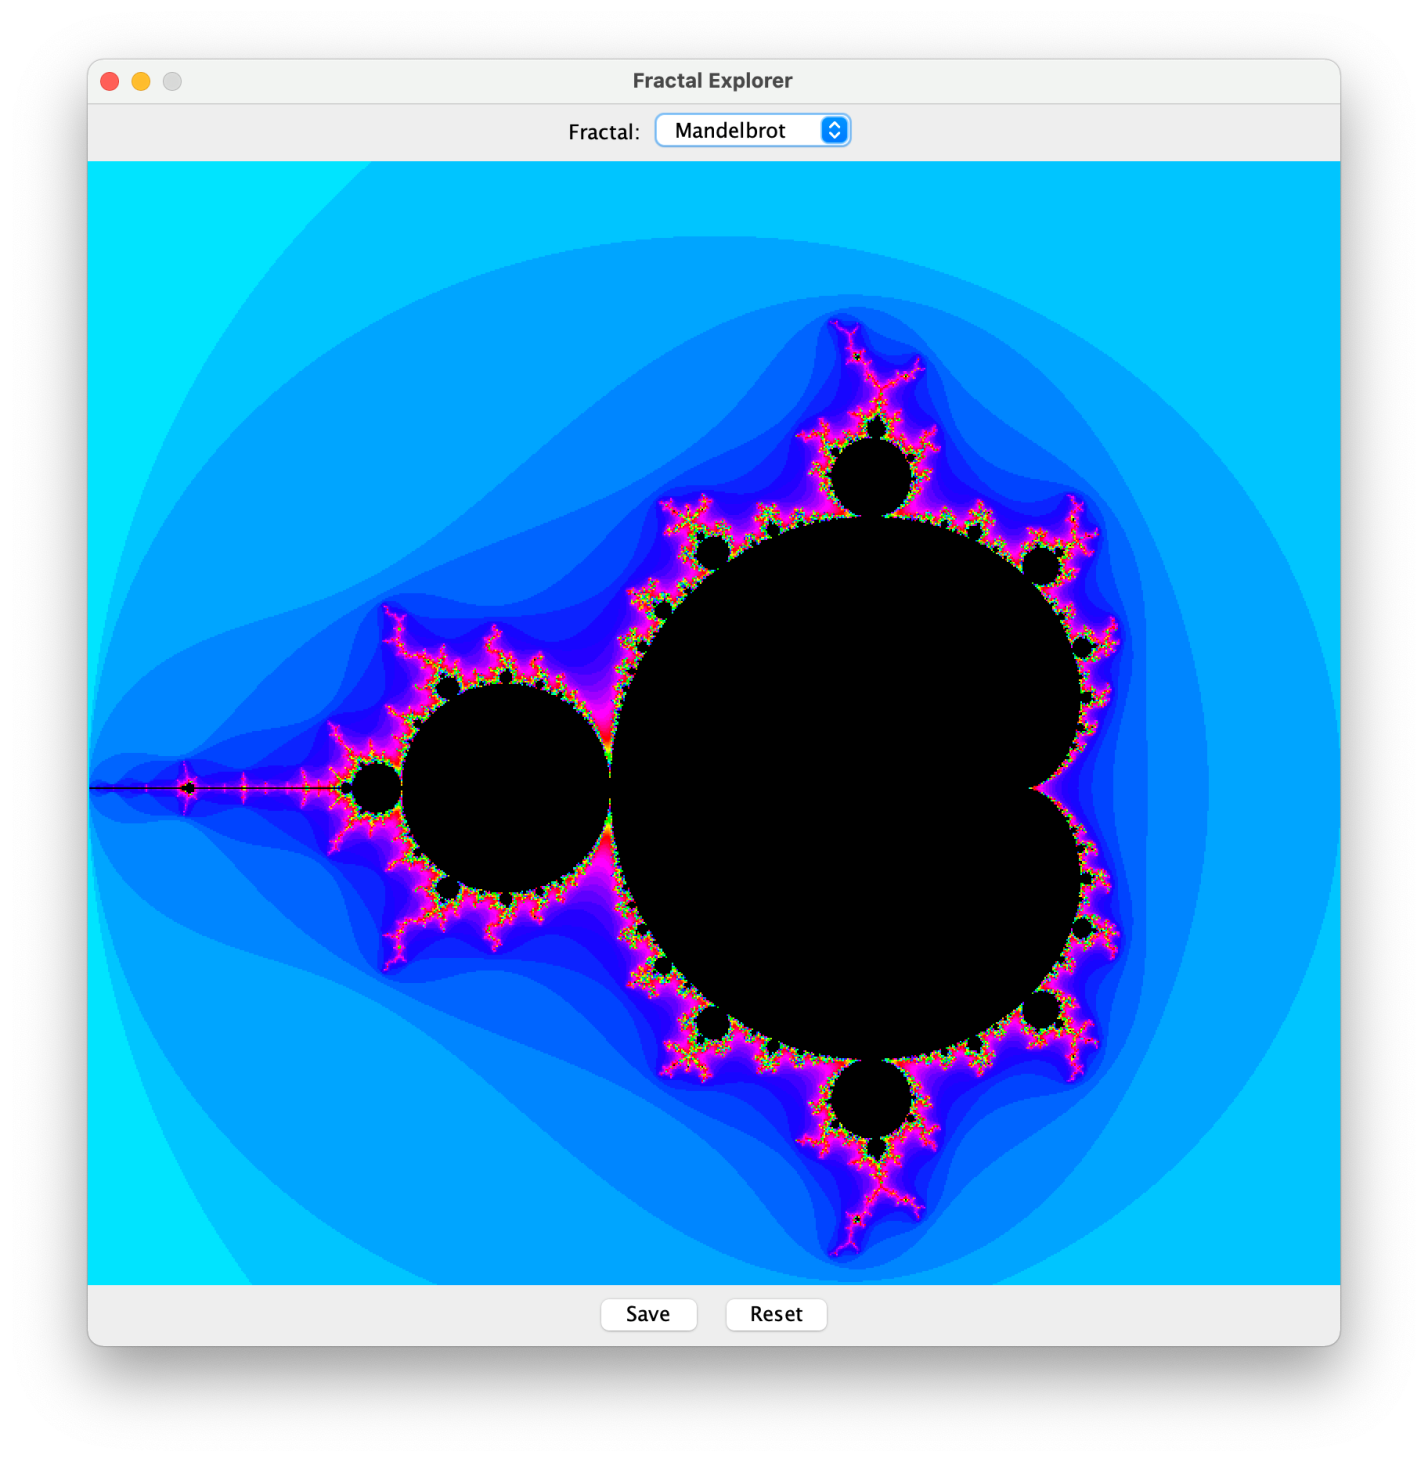 Fractal Explorer
Fractal: Mandelbrot
Save Reset